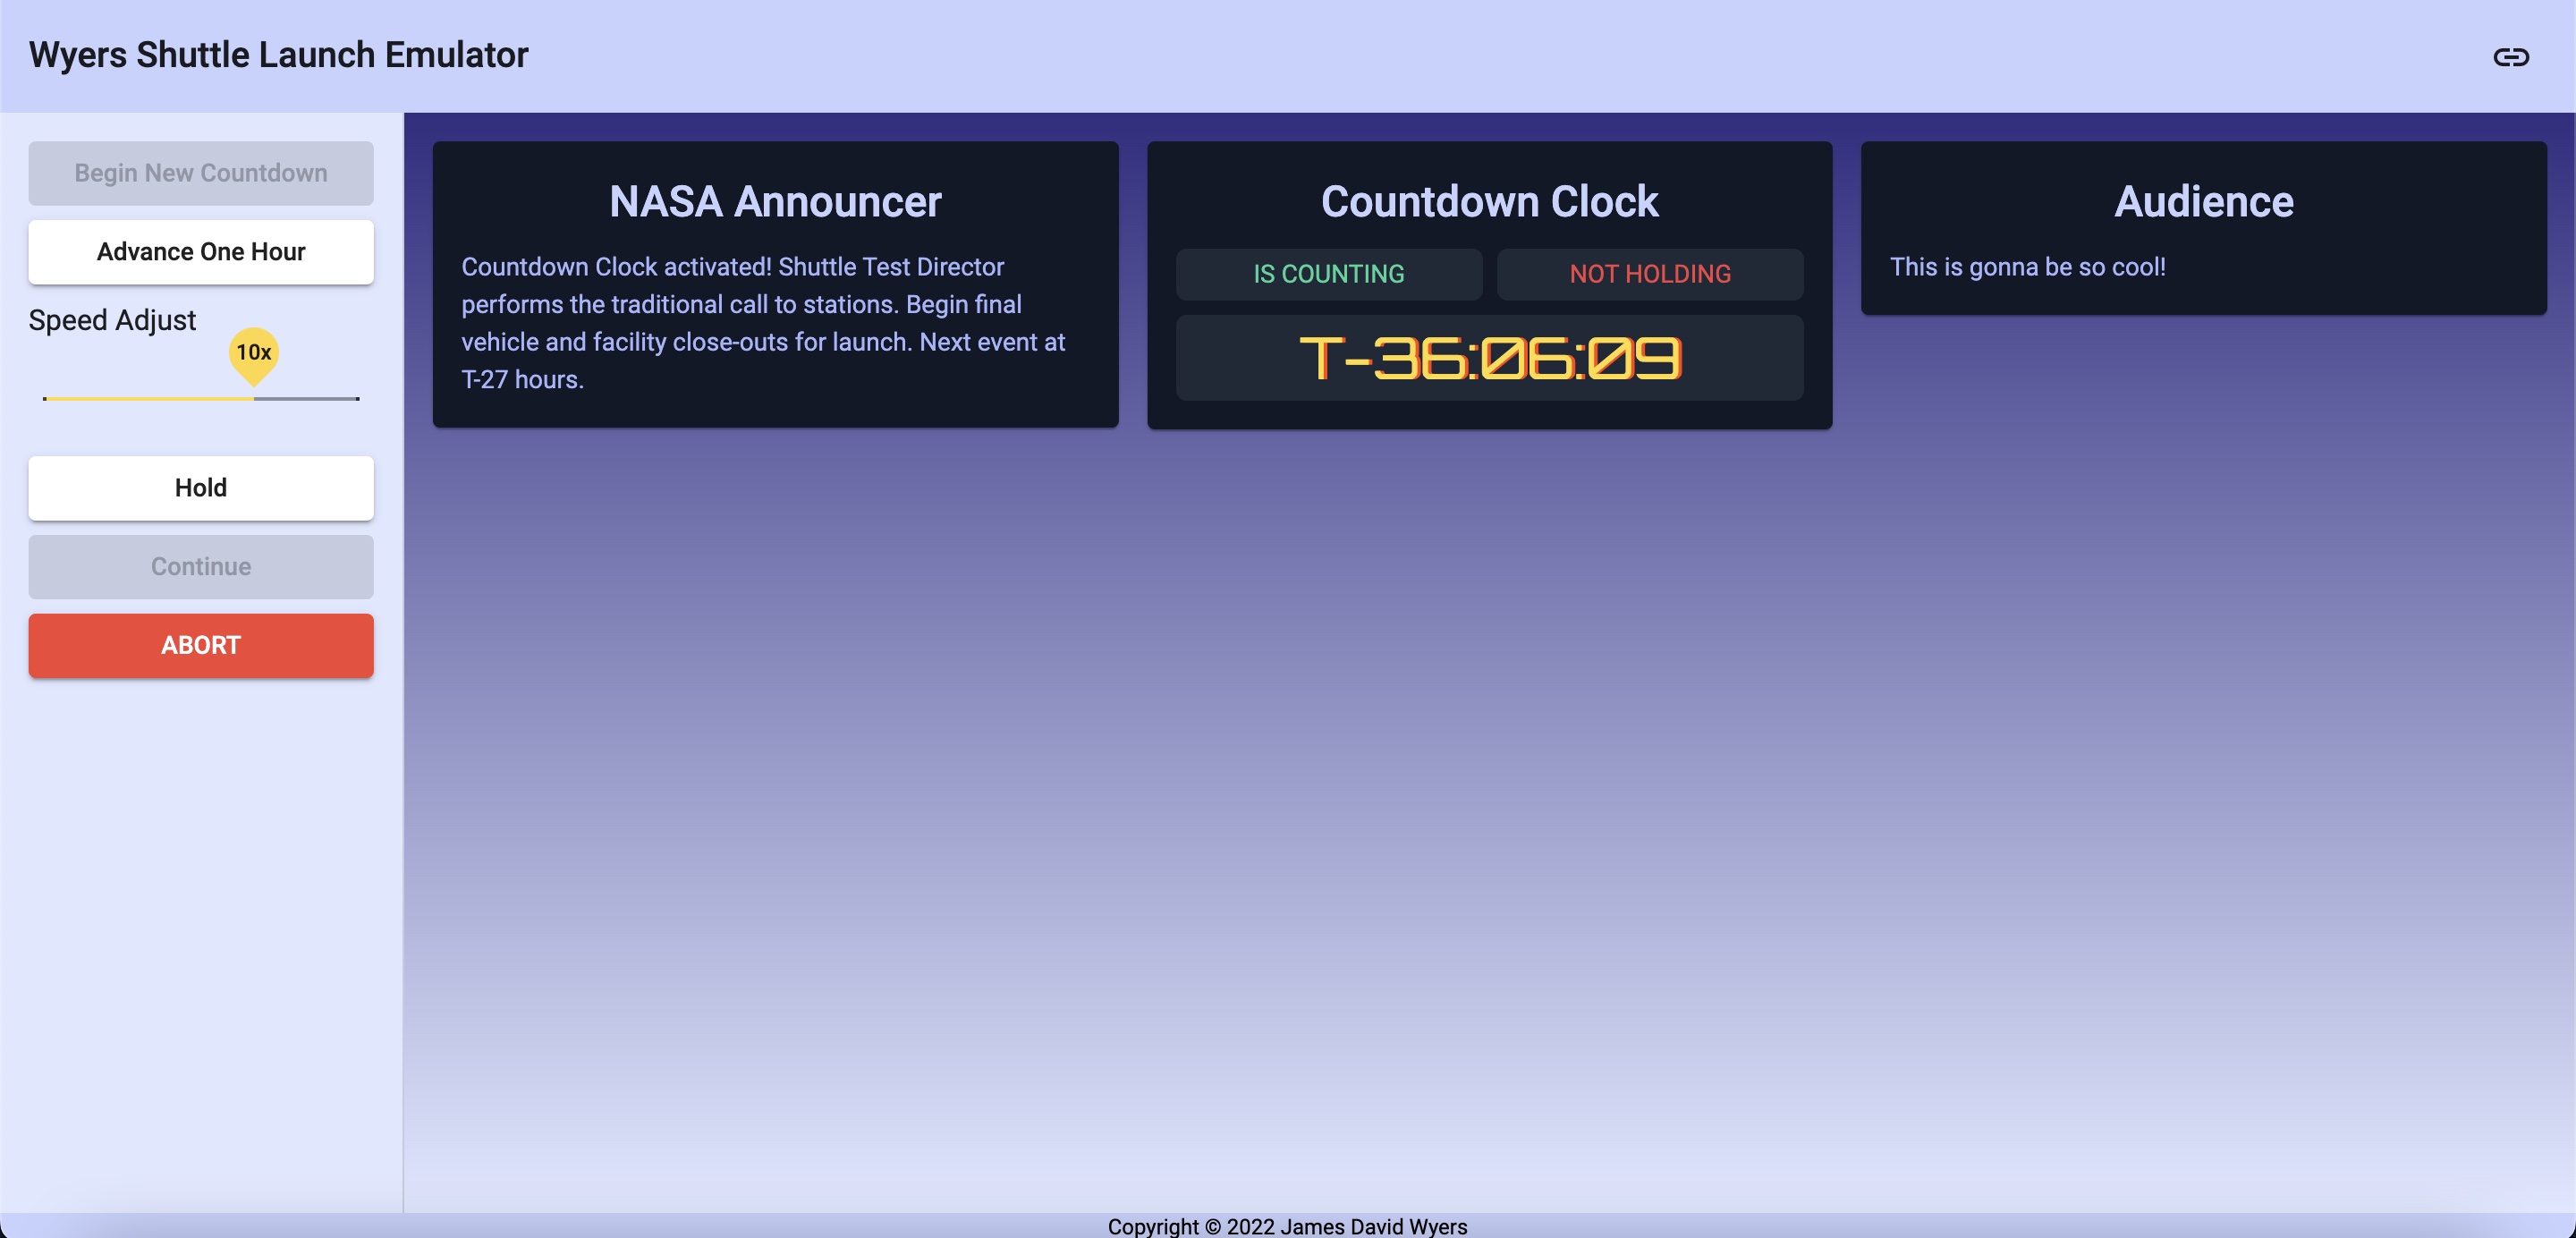 Wyers Shuttle Launch Emulator
Begin New Countdown
Advance One Hour
Speed Adjust
10x
Hold
Continue
ABORT
NASA Announcer
Countdown Clock activated! Shuttle Test Director
performs the traditional call to stations. Begin final
vehicle and facility close-outs for launch. Next event at
T-27 hours.
Countdown Clock
IS COUNTING
NOT HOLDING
T-36:06:09
Audience
This is gonna be so cool!
Copyright © 2022 James David Wyers